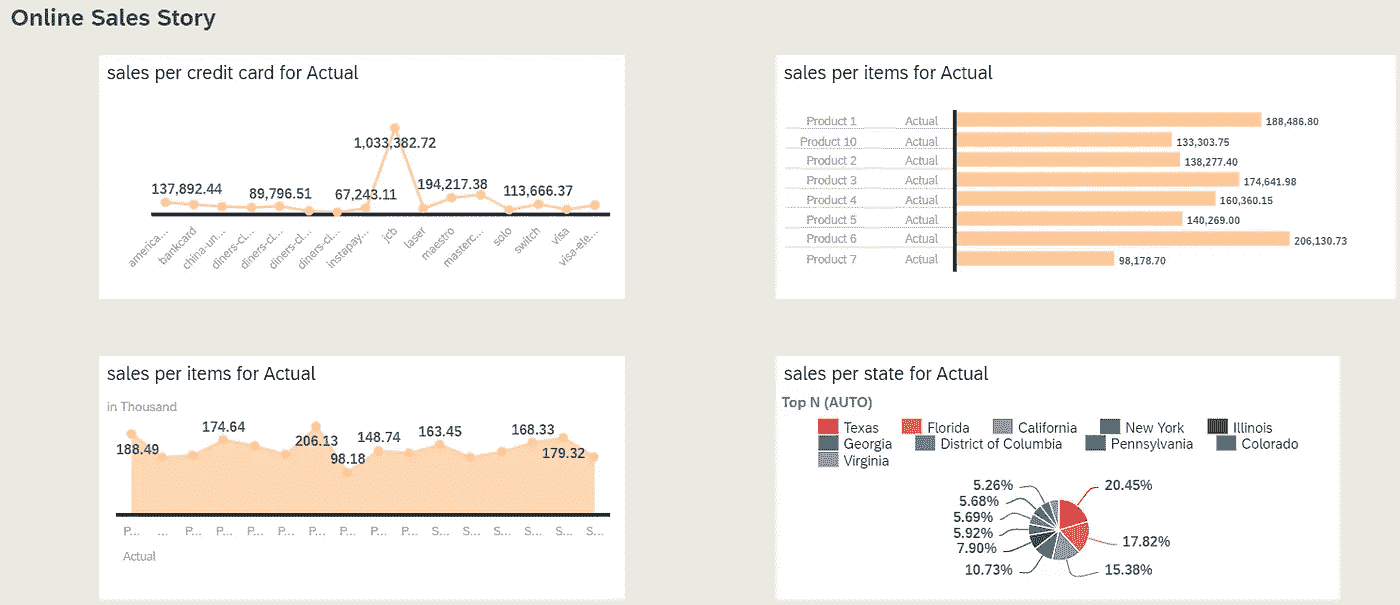 Online Sales Story
sales per credit card for Actual
1,033,382.72
137,892.44 89,796.51 67,243.11 194,217.38 113,666.37
america... bankcard china-un... diners-cl... diners-cl... diners-cl... diners-cl... instapay... jcb laser maestro masterc... solo switch visa visa-ele...
sales per items for Actual
Product 1 Actual 188,486.80
Product 10 Actual 133,303.75
Product 2 Actual 138,277.40
Product 3 Actual 174,641.98
Product 4 Actual 160,360.15
Product 5 Actual 140,269.00
Product 6 Actual 206,130.73
Product 7 Actual 98,178.70
sales per items for Actual
in Thousand
188.49 174.64 206.13 98.18 148.74 163.45 168.33 179.32
P... ... P... P... P... P... P... P... P... P... S... S... S... S... S... S...
Actual
sales per state for Actual
Top N (AUTO)
Texas Florida California New York Illinois
Georgia District of Columbia Pennsylvania Colorado
Virginia
5.26% 20.45%
5.68%
5.69%
5.92% 17.82%
7.90%
10.73% 15.38%